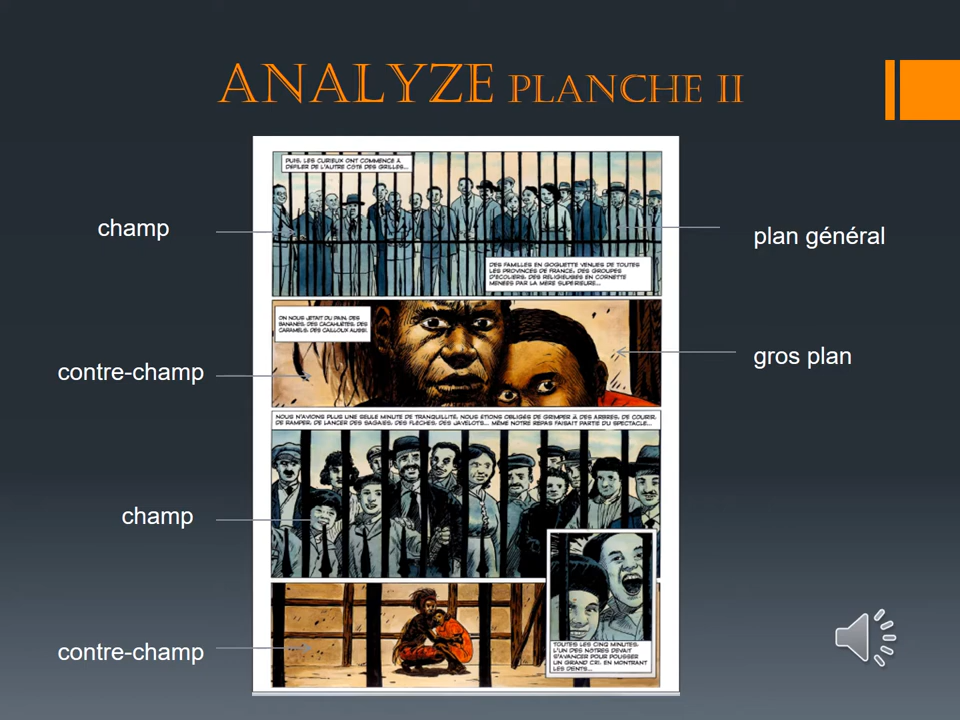 ANALYZE PLANCHE II
PUIS, LES CURIEUX ONT COMMENCÉ À
DÉFILER DE L'AUTRE CÔTÉ DES GRILLES...
champ
plan général
DES FAMILLES EN GOGUETTE VENUES DE TOUTES
LES PROVINCES DE FRANCE, DES GROUPES
D'ÉCOLIERS, DES RELIGIEUSES EN CORNETTE
MENÉES PAR LA MÈRE SUPÉRIEURE...
ON NOUS JETAIT DU PAIN, DES
BANANES, DES CACAHUÈTES, DES
CARAMELS, DES CAILLOUX AUSSI.
gros plan
contre-champ
NOUS N'AVIONS PLUS UNE SEULE MINUTE DE TRANQUILLITÉ, NOUS ÉTIONS OBLIGÉS DE GRIMPER À DES ARBRES, DE COURIR,
DE RAMPER, DE LANCER DES SAGAIES, DES FLÈCHES, DES JAVELOTS... MÊME NOTRE REPAS FAISAIT PARTIE DU SPECTACLE...
champ
contre-champ
TOUTES LES CINQ MINUTES,
L'UN DES NÔTRES DEVAIT
S'AVANCER POUR POUSSER
UN GRAND CRI, EN MONTRANT
LES DENTS...